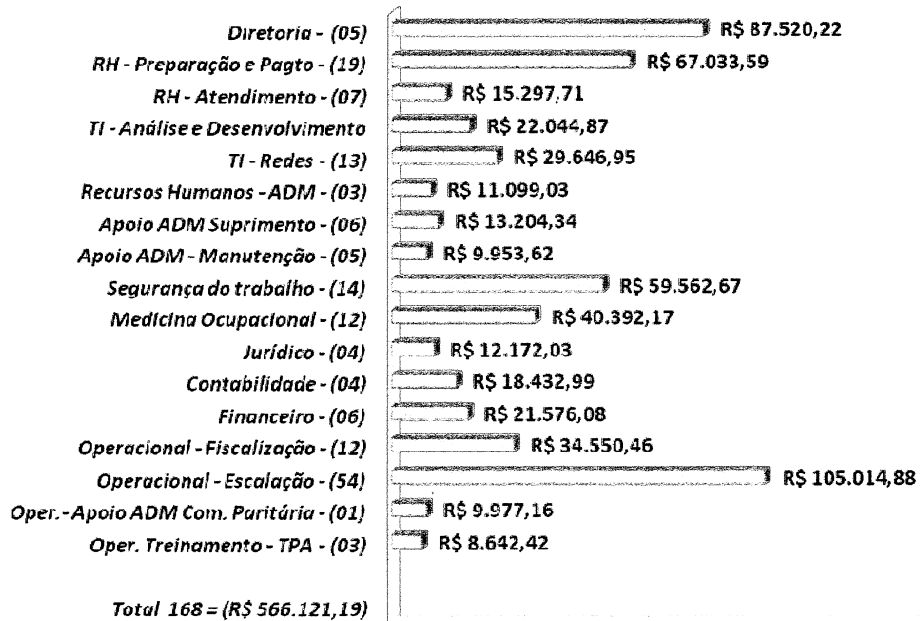 Diretoria - (05) R$ 87.520,22
RH - Preparação e Pagto - (19) R$ 67.033,59
RH - Atendimento - (07) R$ 15.297,71
TI - Análise e Desenvolvimento R$ 22.044,87
TI - Redes - (13) R$ 29.646,95
Recursos Humanos - ADM - (03) R$ 11.099,03
Apoio ADM Suprimento - (06) R$ 13.204,34
Apoio ADM - Manutenção - (05) R$ 9.953,62
Segurança do trabalho - (14) R$ 59.562,67
Medicina Ocupacional - (12) R$ 40.392,17
Jurídico - (04) R$ 12.172,03
Contabilidade - (04) R$ 18.432,99
Financeiro - (06) R$ 21.576,08
Operacional - Fiscalização - (12) R$ 34.550,46
Operacional - Escalação - (54) R$ 105.014,88
Oper. - Apoio ADM Com. Paritária - (01) R$ 9.977,16
Oper. Treinamento - TPA - (03) R$ 8.642,42
Total 168 = (R$ 566.121,19)